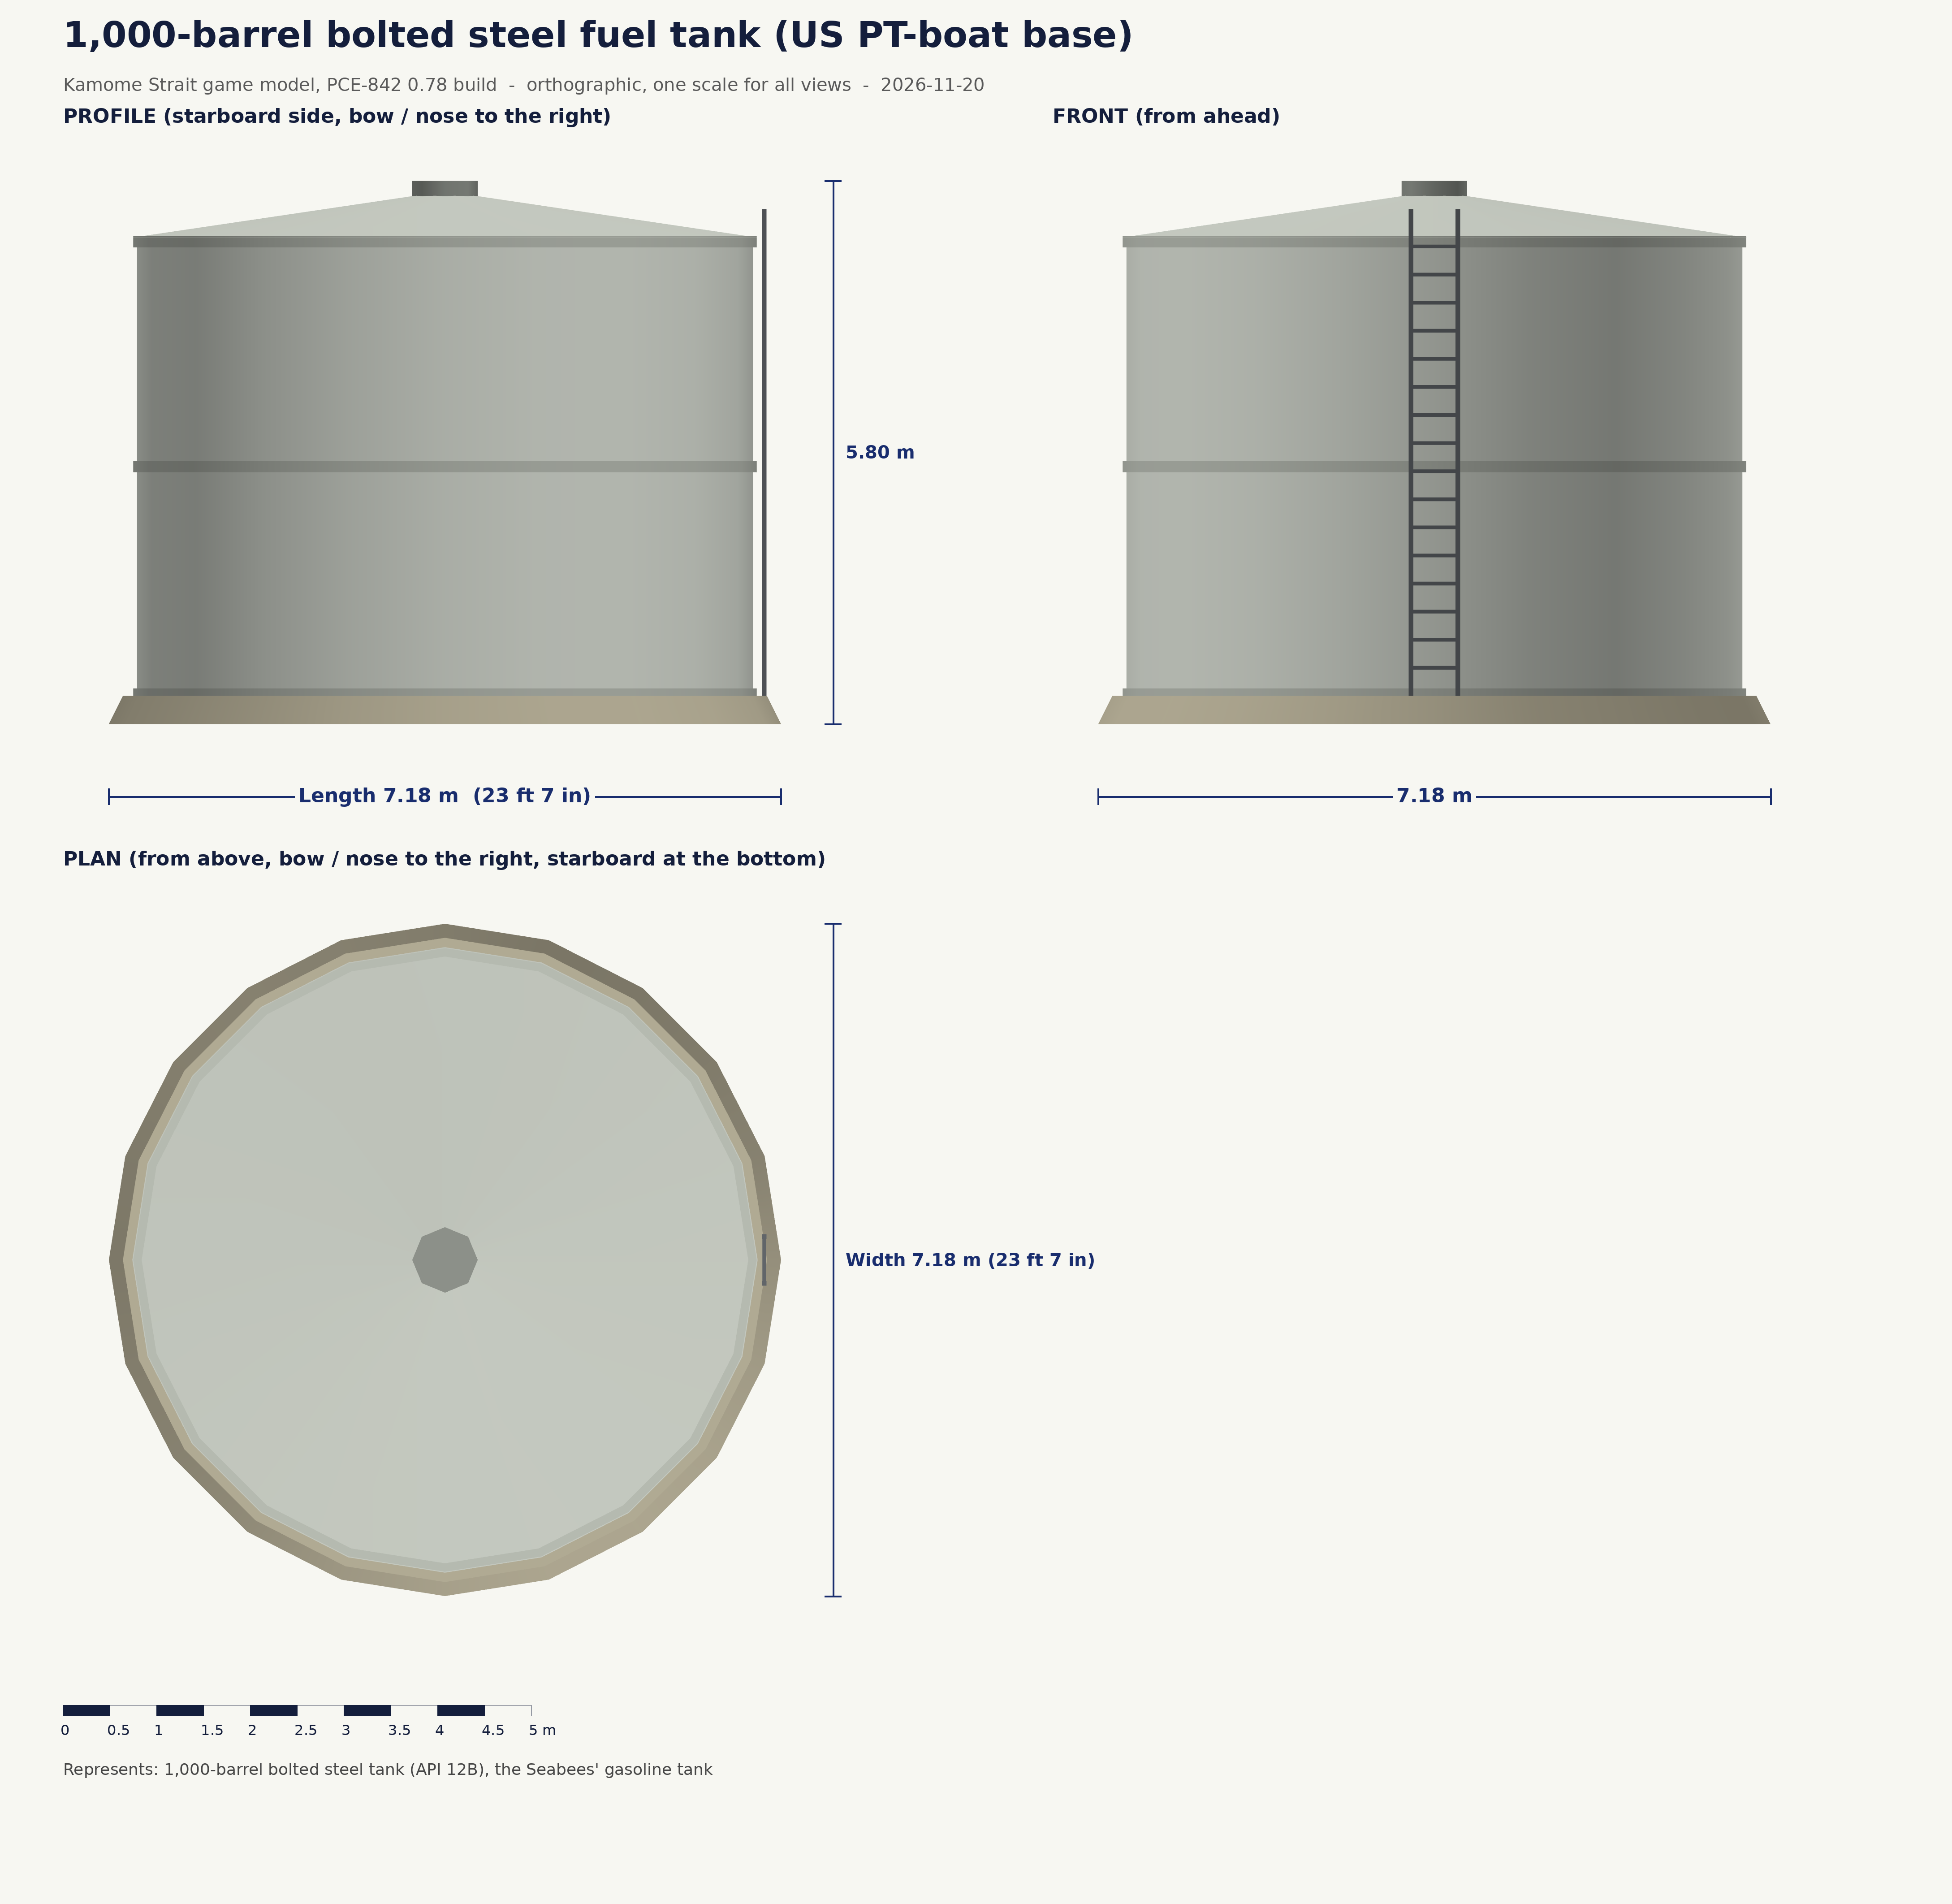 1,000-barrel bolted steel fuel tank (US PT-boat base)
Kamome Strait game model, PCE-842 0.78 build  -  orthographic, one scale for all views  -  2026-11-20
PROFILE (starboard side, bow / nose to the right)
FRONT (from ahead)
5.80 m
Length 7.18 m  (23 ft 7 in)
7.18 m
PLAN (from above, bow / nose to the right, starboard at the bottom)
Width 7.18 m (23 ft 7 in)
0 0.5 1 1.5 2 2.5 3 3.5 4 4.5 5 m
Represents: 1,000-barrel bolted steel tank (API 12B), the Seabees' gasoline tank